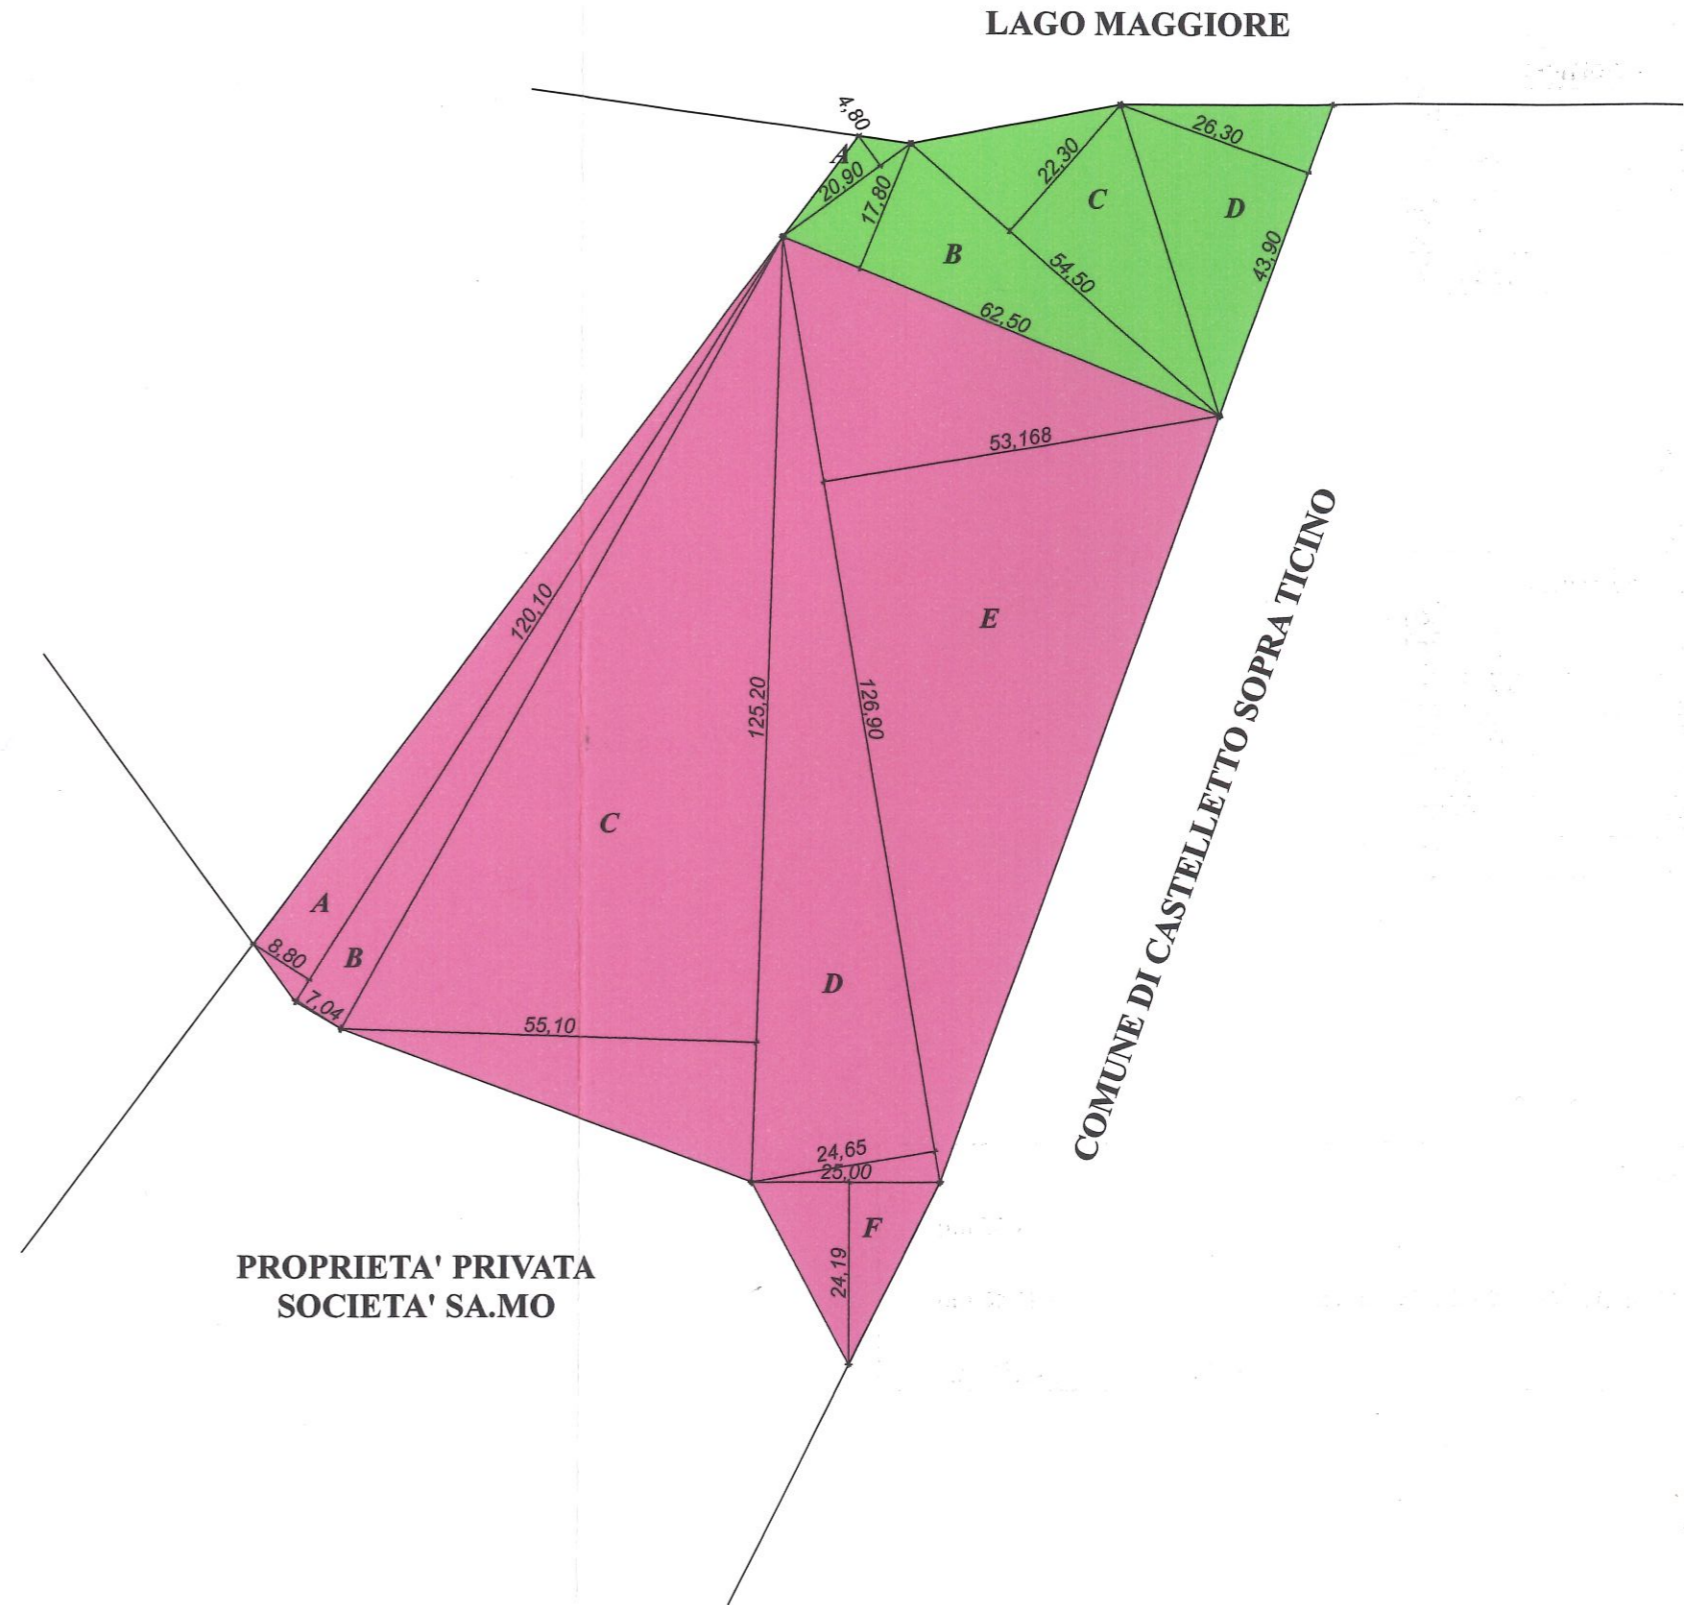 LAGO MAGGIORE
4,80
A
20,90
17,80
22,30
26,30
C
D
B
54,50
43,90
62,50
53,168
120,10
E
125,20
126,90
C
COMUNE DI CASTELLETTO SOPRA TICINO
A
8,80
B
7,04
D
55,10
24,65
25,00
F
24,19
PROPRIETA' PRIVATA
SOCIETA' SA.MO